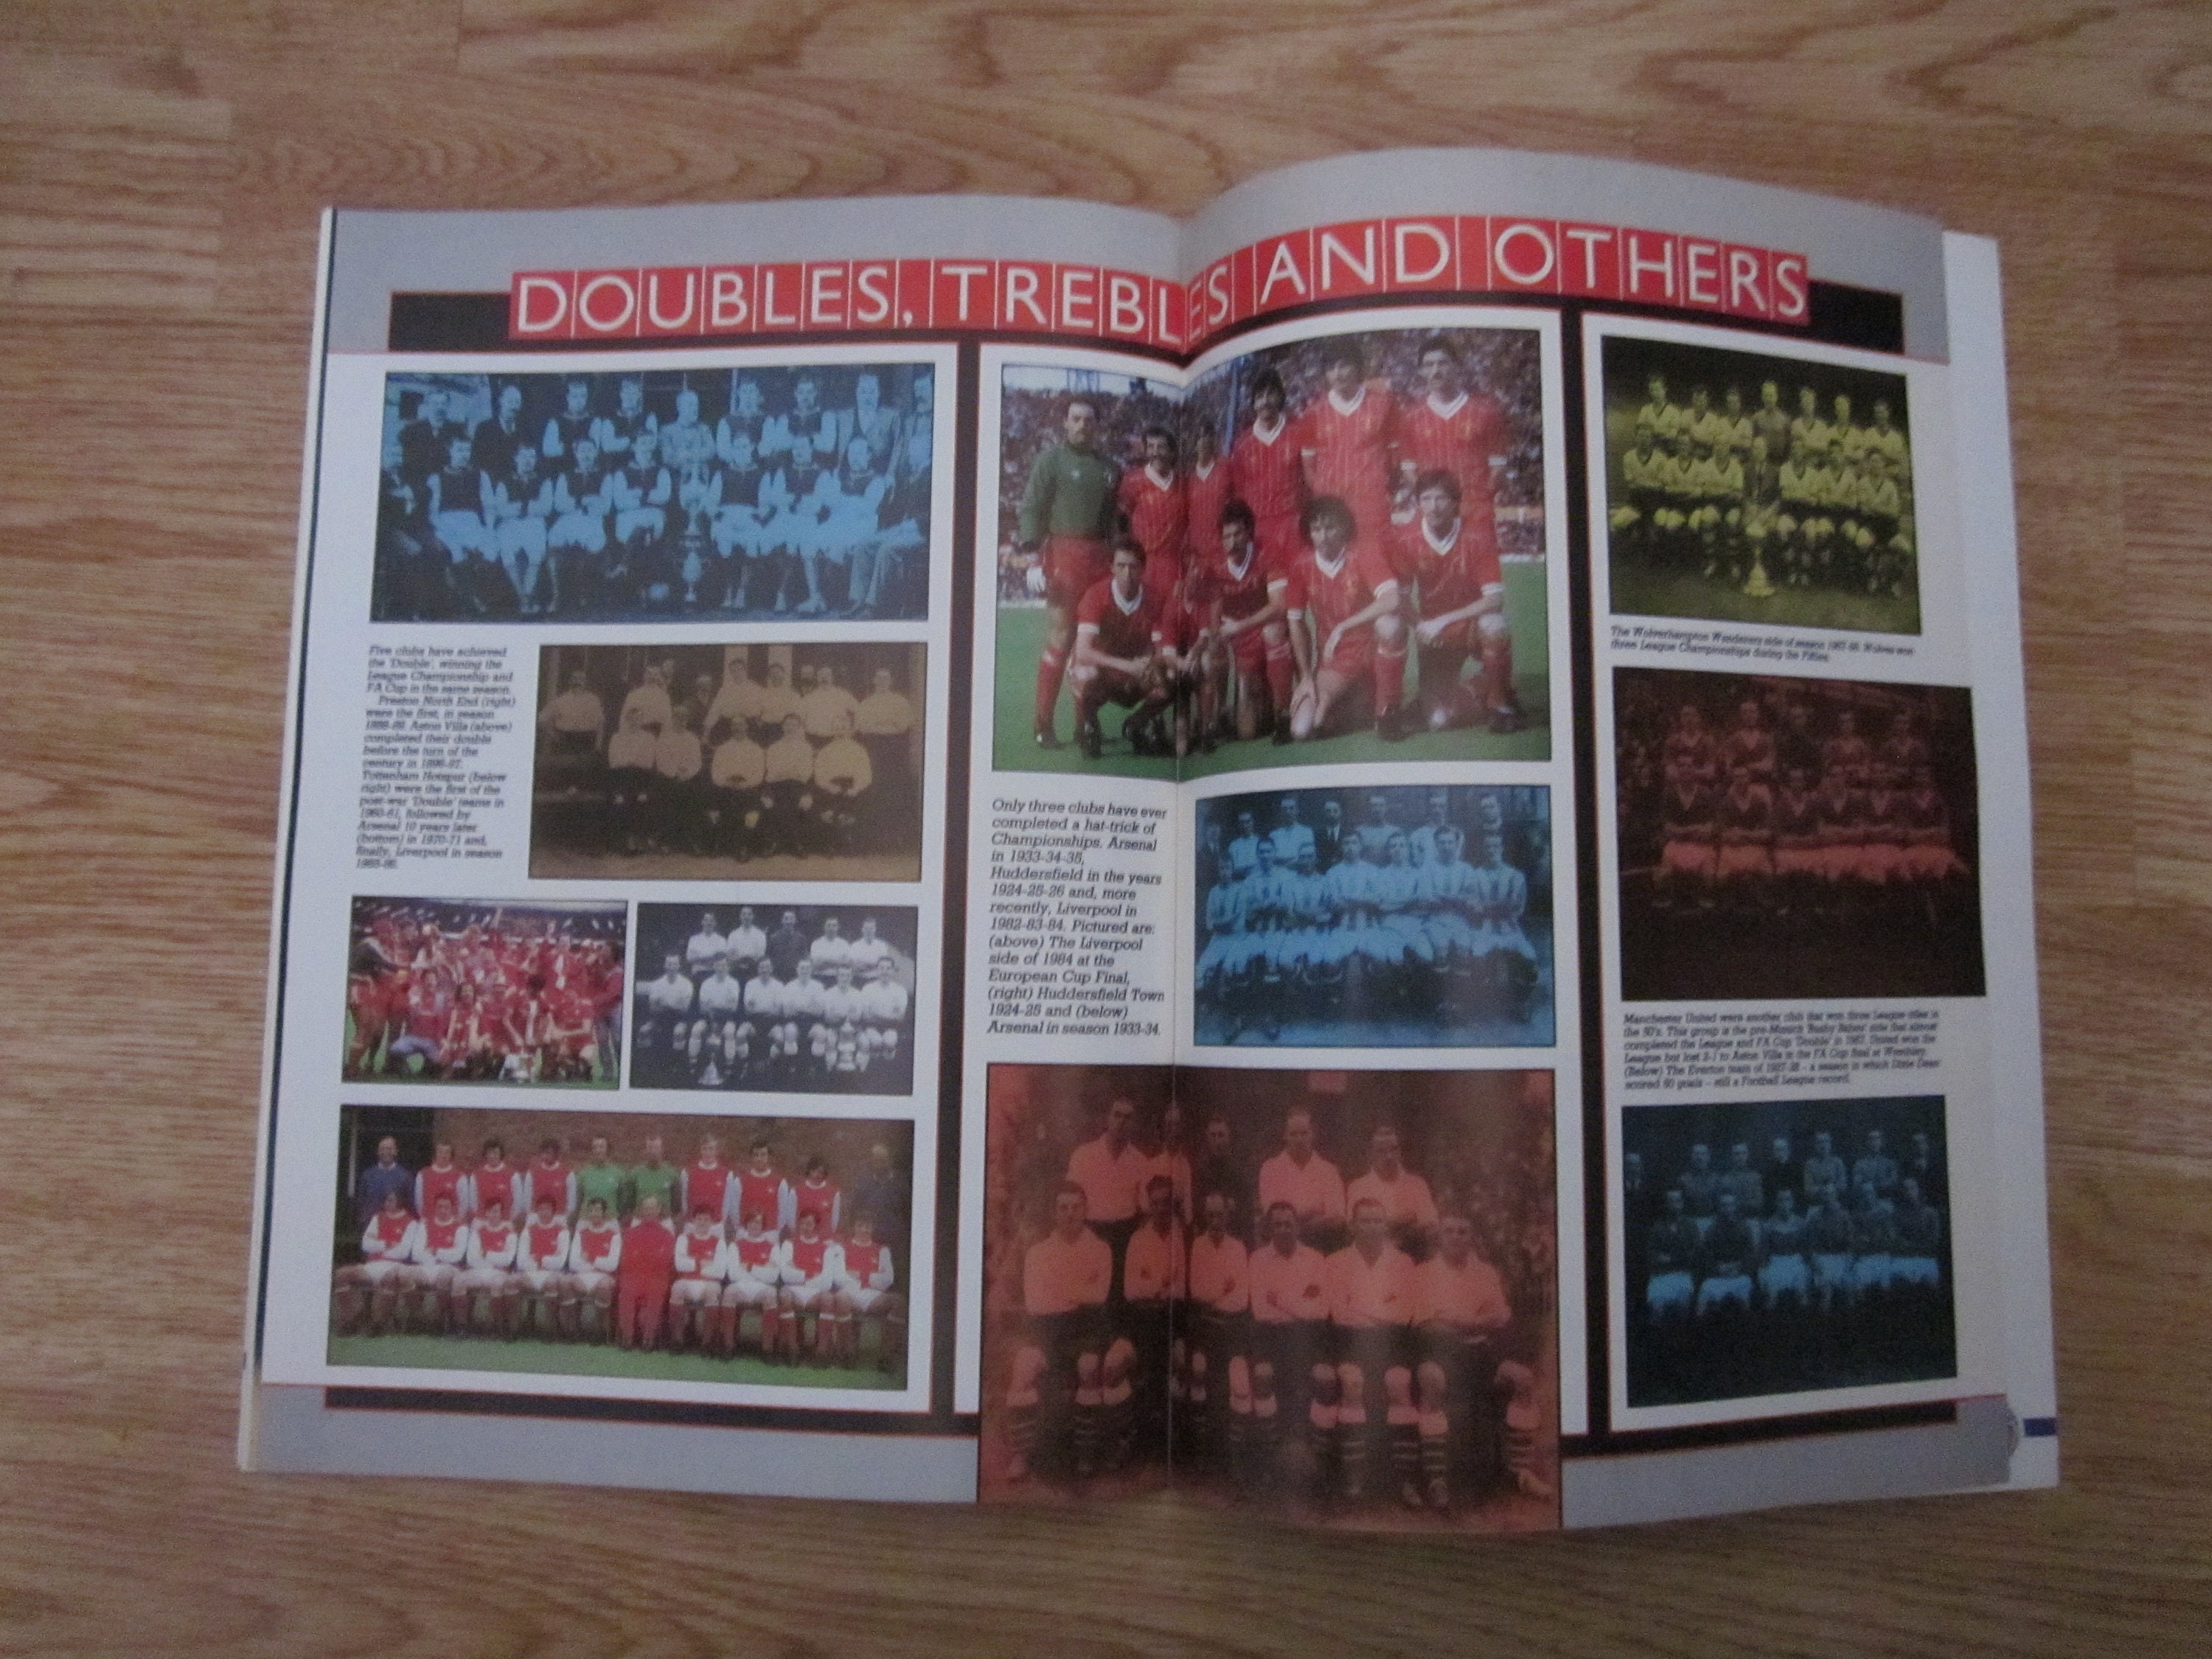 DOUBLES, TREBLES AND OTHERS
Five clubs have achieved
the 'Double', winning the
League Championship and
FA Cup in the same season.
Preston North End (right)
were the first, in season
1888-89. Aston Villa (above)
completed their double
before the turn of the
century in 1896-97.
Tottenham Hotspur (below
right) were the first of the
post-war 'Double' teams in
1960-61, followed by
Arsenal 10 years later
(bottom) in 1970-71 and,
finally, Liverpool in season
1985-86.
Only three clubs have ever
completed a hat-trick of
Championships. Arsenal
in 1933-34-35,
Huddersfield in the years
1924-25-26 and, more
recently, Liverpool in
1982-83-84. Pictured are:
(above) The Liverpool
side of 1984 at the
European Cup Final,
(right) Huddersfield Town
1924-25 and (below)
Arsenal in season 1933-34.
The Wolverhampton Wanderers side of season Wolves won
three League Championships during the Fifties.
Manchester United were another club that won three League titles in
the 50's. This group is the pre-Munich 'Busby Babes' side that almost
completed the League and FA Cup 'Double' in 1957. United won the
League but lost 2-1 to Aston Villa in the FA Cup final at Wembley.
(Below) The Everton team of 1927-28 - a season in which Dixie Dean
scored 60 goals - still a Football League record.